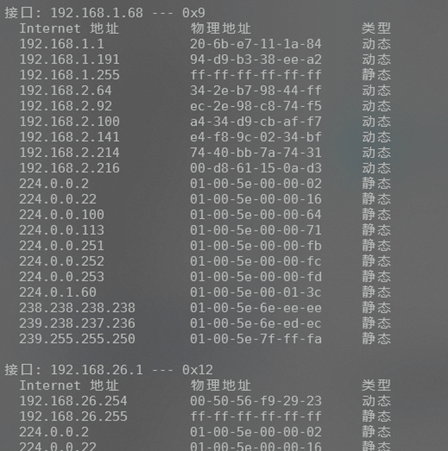 接口: 192.168.1.68 --- 0x9
Internet 地址 物理地址 类型
192.168.1.1 20-6b-e7-11-1a-84 动态
192.168.1.191 94-d9-b3-38-ee-a2 动态
192.168.1.255 ff-ff-ff-ff-ff-ff 静态
192.168.2.64 34-2e-b7-98-44-ff 动态
192.168.2.92 ec-2e-98-c8-74-f5 动态
192.168.2.100 a4-34-d9-cb-af-f7 动态
192.168.2.141 e4-f8-9c-02-34-bf 动态
192.168.2.214 74-40-bb-7a-74-31 动态
192.168.2.216 00-d8-61-15-0a-d3 动态
224.0.0.2 01-00-5e-00-00-02 静态
224.0.0.22 01-00-5e-00-00-16 静态
224.0.0.100 01-00-5e-00-00-64 静态
224.0.0.113 01-00-5e-00-00-71 静态
224.0.0.251 01-00-5e-00-00-fb 静态
224.0.0.252 01-00-5e-00-00-fc 静态
224.0.0.253 01-00-5e-00-00-fd 静态
224.0.1.60 01-00-5e-00-01-3c 静态
238.238.238.238 01-00-5e-6e-ee-ee 静态
239.238.237.236 01-00-5e-6e-ed-ec 静态
239.255.255.250 01-00-5e-7f-ff-fa 静态
接口: 192.168.26.1 --- 0x12
Internet 地址 物理地址 类型
192.168.26.254 00-50-56-f9-29-23 动态
192.168.26.255 ff-ff-ff-ff-ff-ff 静态
224.0.0.2 01-00-5e-00-00-02 静态
224.0.0.22 01-00-5e-00-00-16 静态